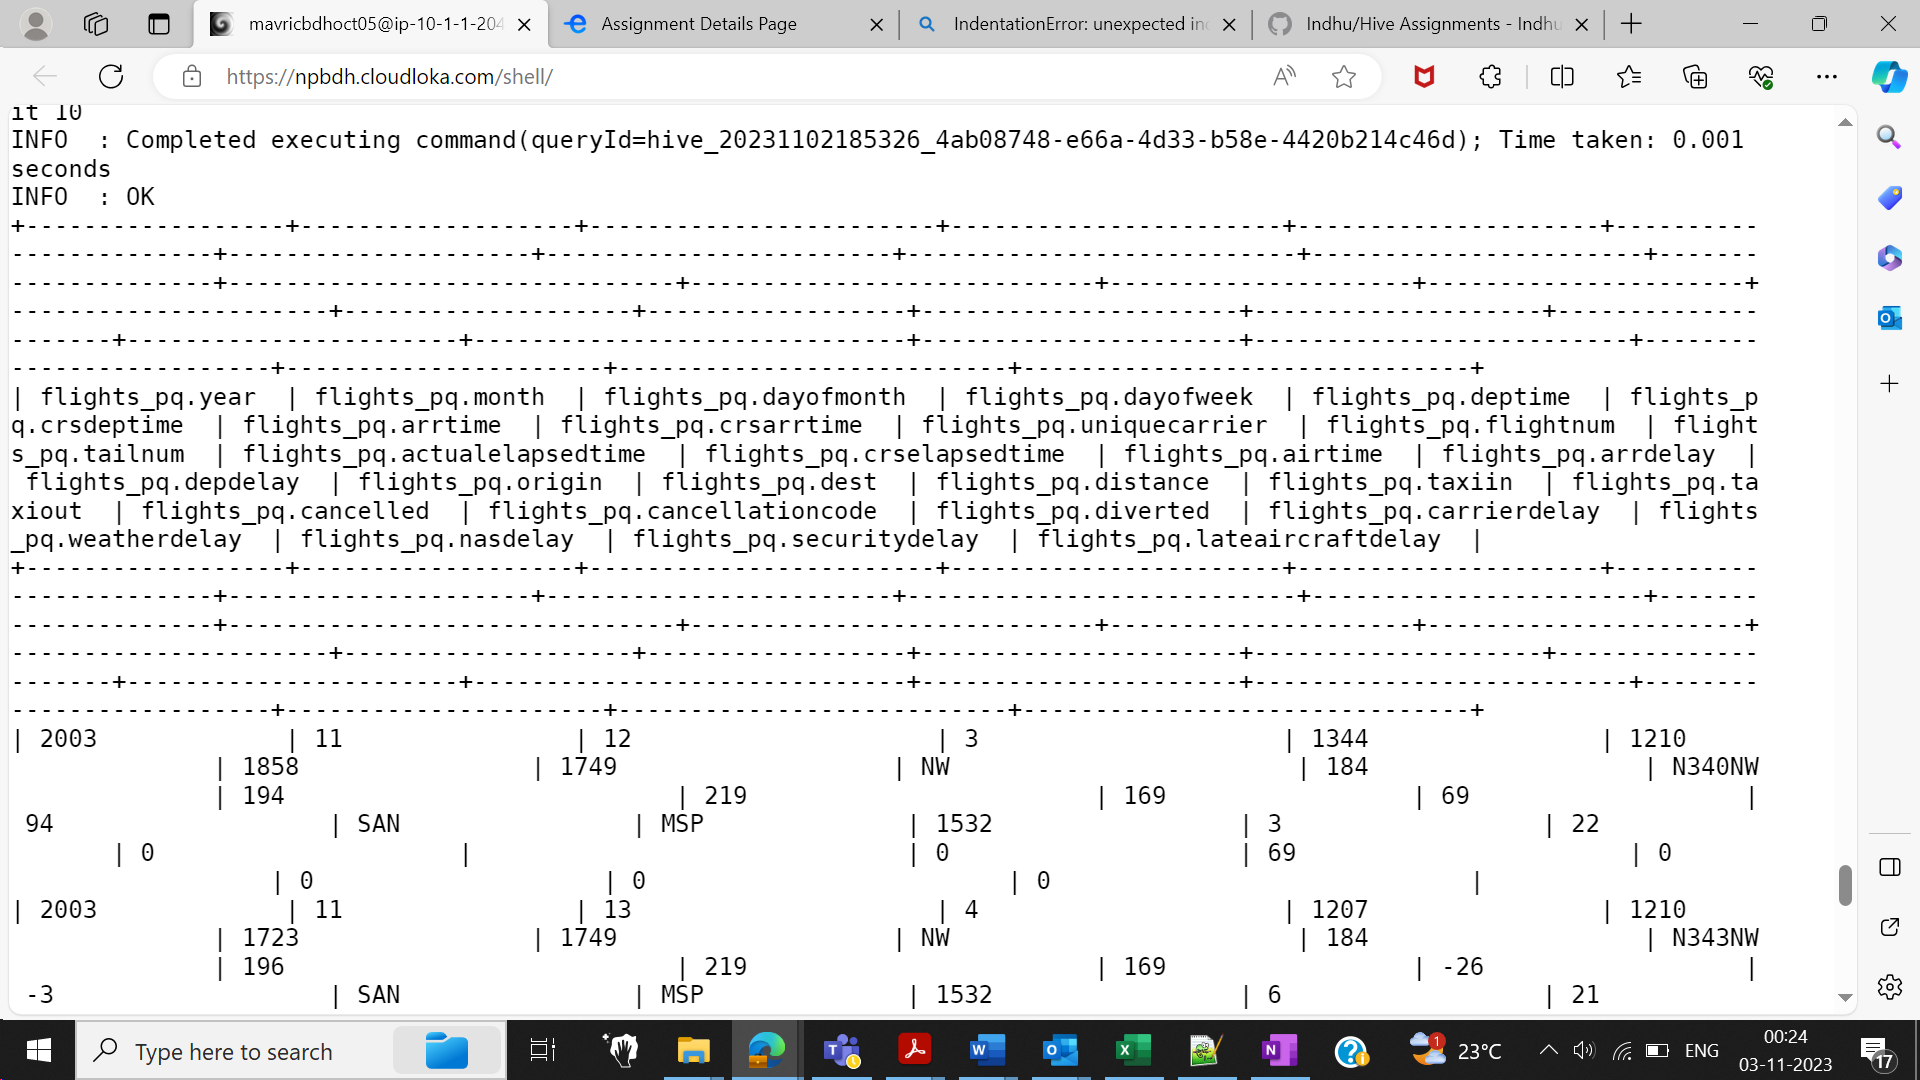 mavricbdhoct05@ip-10-1-1-204
Assignment Details Page
IndentationError: unexpected in
Indhu/Hive Assignments - Indhu
https://npbdh.cloudloka.com/shell/
it 10
INFO  : Completed executing command(queryId=hive_20231102185326_4ab08748-e66a-4d33-b58e-4420b214c46d); Time taken: 0.001
seconds
INFO  : OK
| flights_pq.year  | flights_pq.month  | flights_pq.dayofmonth  | flights_pq.dayofweek  | flights_pq.deptime  | flights_p
q.crsdeptime  | flights_pq.arrtime  | flights_pq.crsarrtime  | flights_pq.uniquecarrier  | flights_pq.flightnum  | flight
s_pq.tailnum  | flights_pq.actualelapsedtime  | flights_pq.crselapsedtime  | flights_pq.airtime  | flights_pq.arrdelay  |
flights_pq.depdelay  | flights_pq.origin  | flights_pq.dest  | flights_pq.distance  | flights_pq.taxiin  | flights_pq.ta
xiout  | flights_pq.cancelled  | flights_pq.cancellationcode  | flights_pq.diverted  | flights_pq.carrierdelay  | flights
_pq.weatherdelay  | flights_pq.nasdelay  | flights_pq.securitydelay  | flights_pq.lateaircraftdelay  |
| 2003 | 11 | 12 | 3 | 1344 | 1210
| 1858 | 1749 | NW | 184 | N340NW
| 194 | 219 | 169 | 69 |
94 | SAN | MSP | 1532 | 3 | 22
| 0 | | 0 | 69 | 0
| 0 | 0 | 0 |
| 2003 | 11 | 13 | 4 | 1207 | 1210
| 1723 | 1749 | NW | 184 | N343NW
| 196 | 219 | 169 | -26 |
-3 | SAN | MSP | 1532 | 6 | 21
Type here to search
1
23°C
ENG
00:24
03-11-2023
17